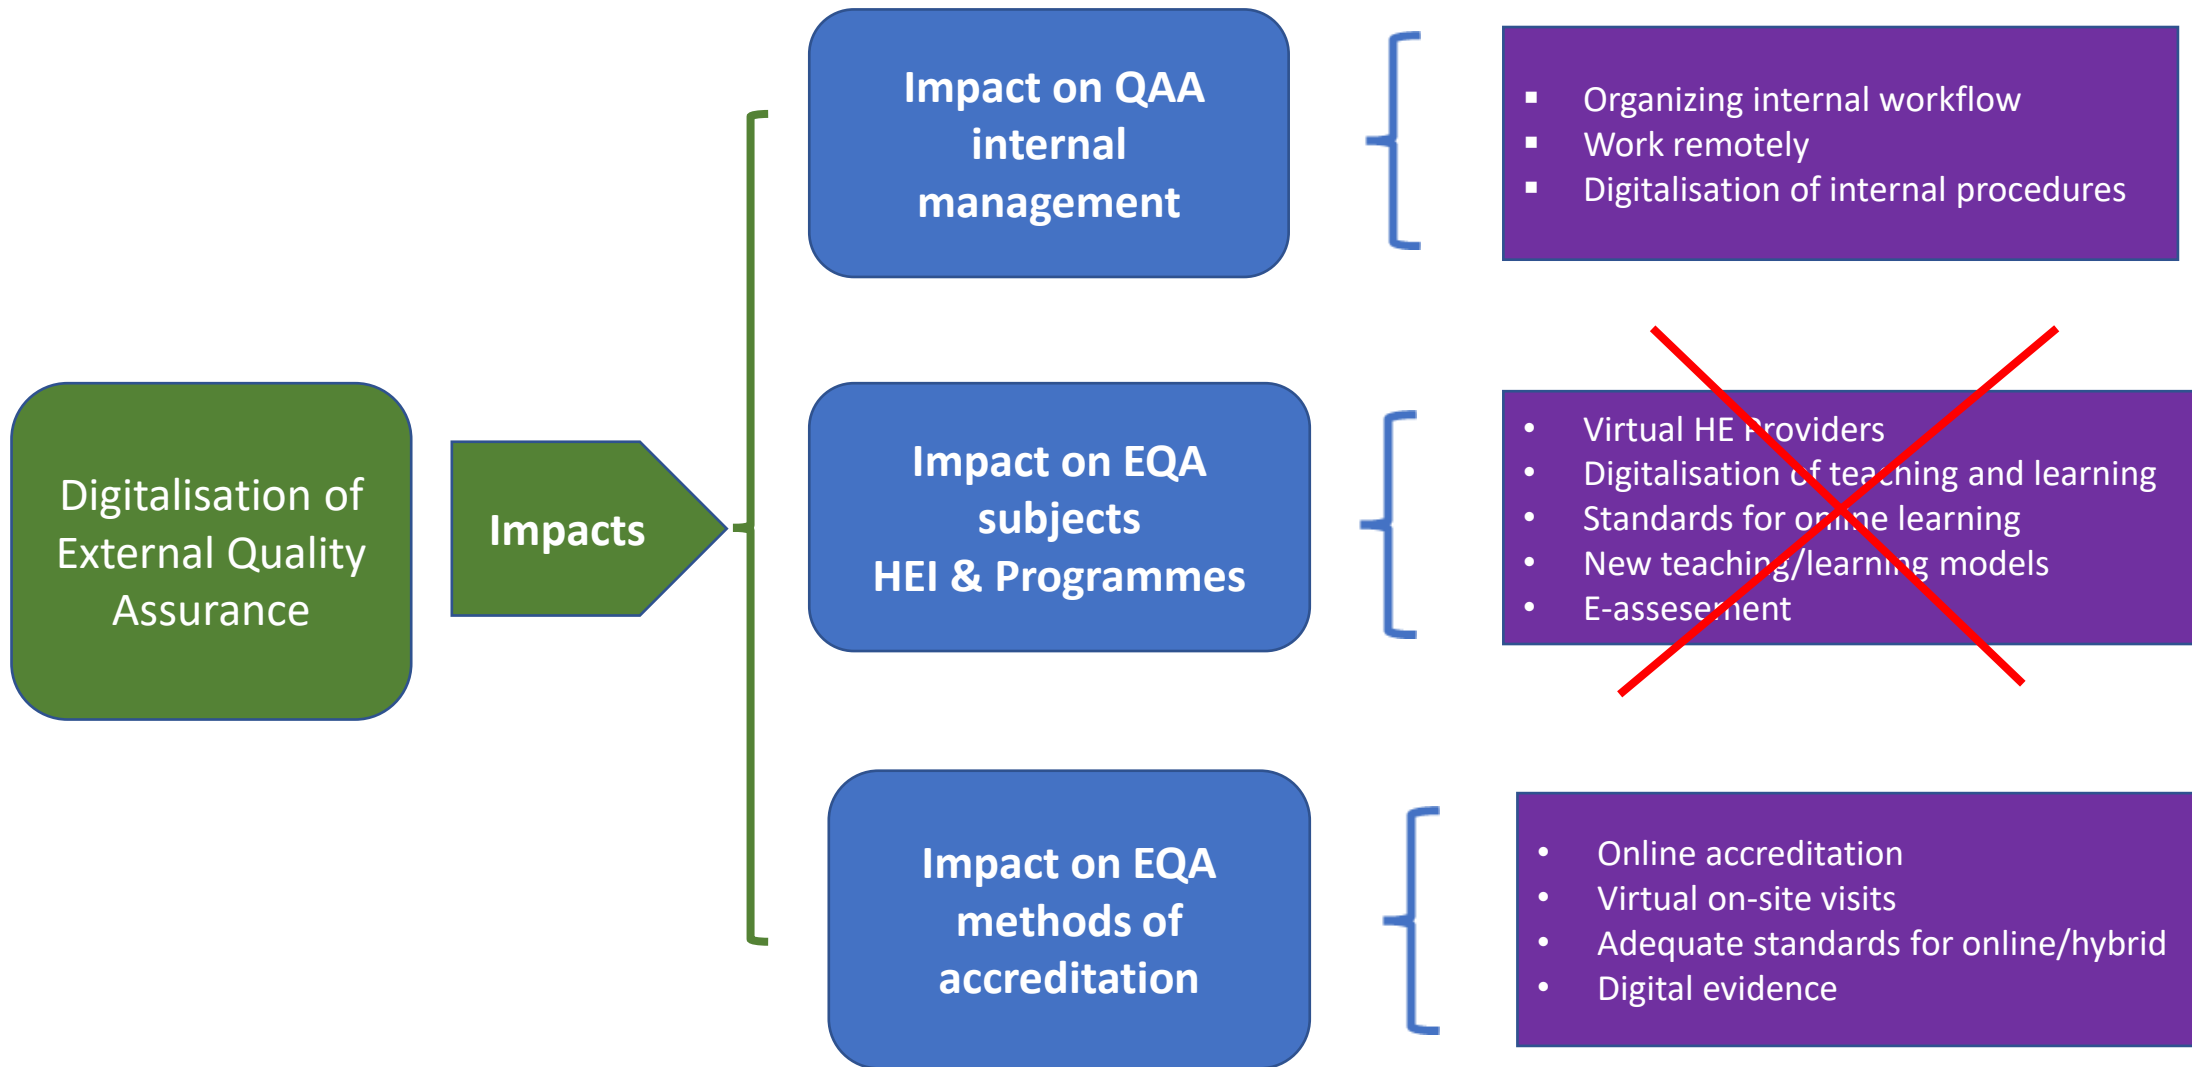 Digitalisation of
External Quality
Assurance
Impacts
Impact on QAA
internal
management
▪ Organizing internal workflow
▪ Work remotely
▪ Digitalisation of internal procedures
Impact on EQA
subjects
HEI & Programmes
• Virtual HE Providers
• Digitalisation of teaching and learning
• Standards for online learning
• New teaching/learning models
• E-assesement
Impact on EQA
methods of
accreditation
• Online accreditation
• Virtual on-site visits
• Adequate standards for online/hybrid
• Digital evidence